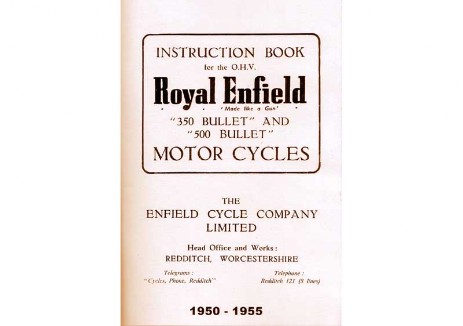 INSTRUCTION BOOK
for the O.H.V.
Royal Enfield
'Made like a Gun'
"350 BULLET" AND
"500 BULLET"
MOTOR CYCLES
THE
ENFIELD CYCLE COMPANY
LIMITED
Head Office and Works:
REDDITCH, WORCESTERSHIRE
Telegrams: Telephone:
"Cycles, Phone, Redditch" Redditch 121 (8 lines)
1950 - 1955